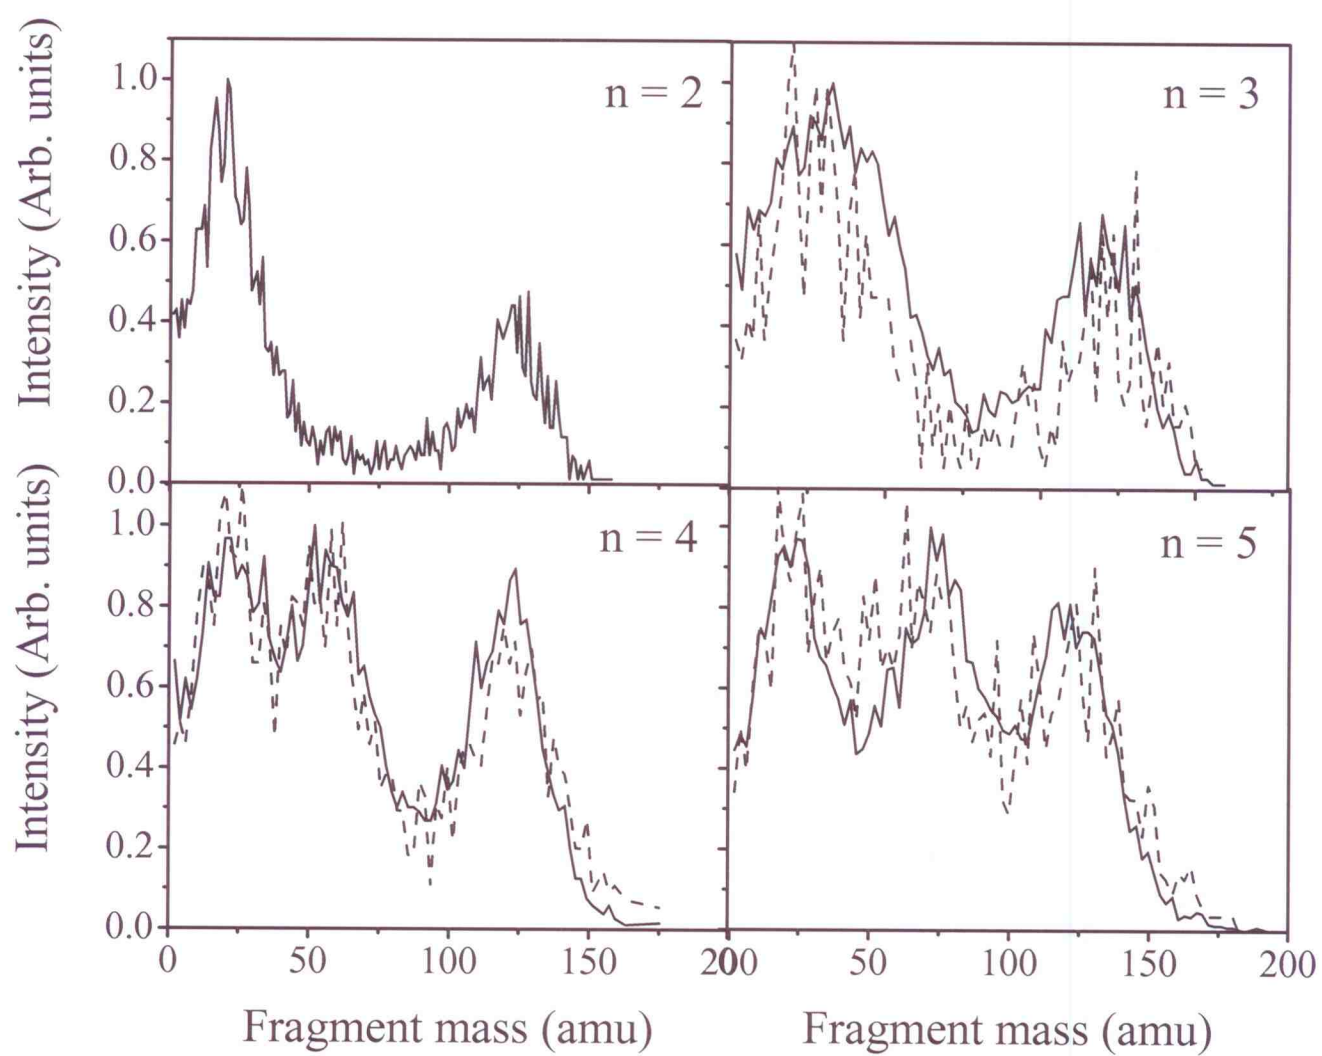 n = 2
n = 3
Intensity (Arb. units)
1.0
0.8
0.6
0.4
0.2
0.0
n = 4
n = 5
Intensity (Arb. units)
0.0
1.0
0.8
0.6
0.4
0.2
0.0
0 50 100 150 200 0 50 100 150 200
Fragment mass (amu) Fragment mass (amu)